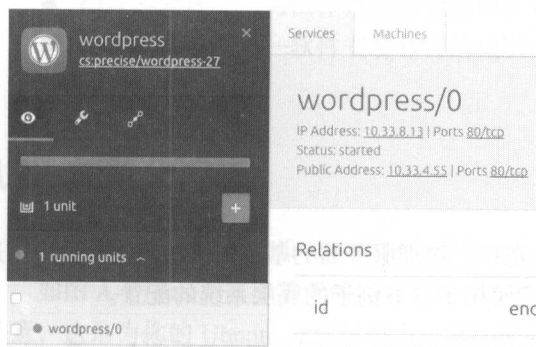 wordpress
cs:precise/wordpress-27
1 unit
+
1 running units
wordpress/0
Services
Machines
wordpress/0
IP Address: 10.33.8.13 | Ports 80/tcp
Status: started
Public Address: 10.33.4.55 | Ports 80/tcp
Relations
id
enc